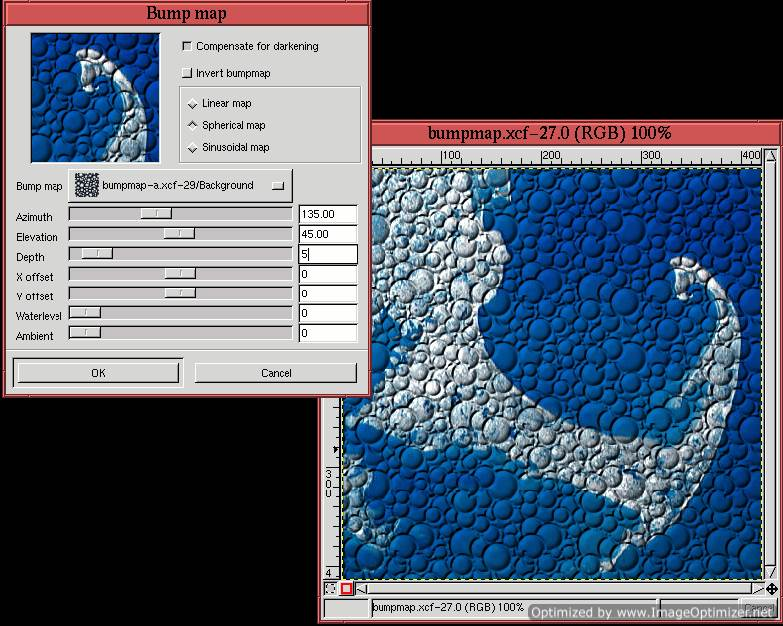 Bump map
Compensate for darkening
Invert bumpmap
Linear map
Spherical map
Sinusoidal map
Bump map bumpmap-a.xcf-29/Background
Azimuth 135.00
Elevation 45.00
Depth 5
X offset 0
Y offset 0
Waterlevel 0
Ambient 0
OK Cancel
bumpmap.xcf-27.0 (RGB) 100%
100 200 300 400
300
4
bumpmap.xcf-27.0 (RGB) 100%
Optimized by www.ImageOptimizer.net